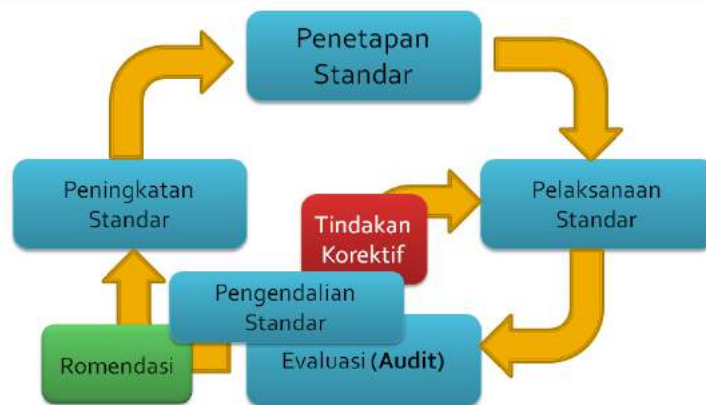 Penetapan
Standar
Peningkatan
Standar
Pelaksanaan
Standar
Tindakan
Korektif
Pengendalian
Standar
Romendasi
Evaluasi (Audit)